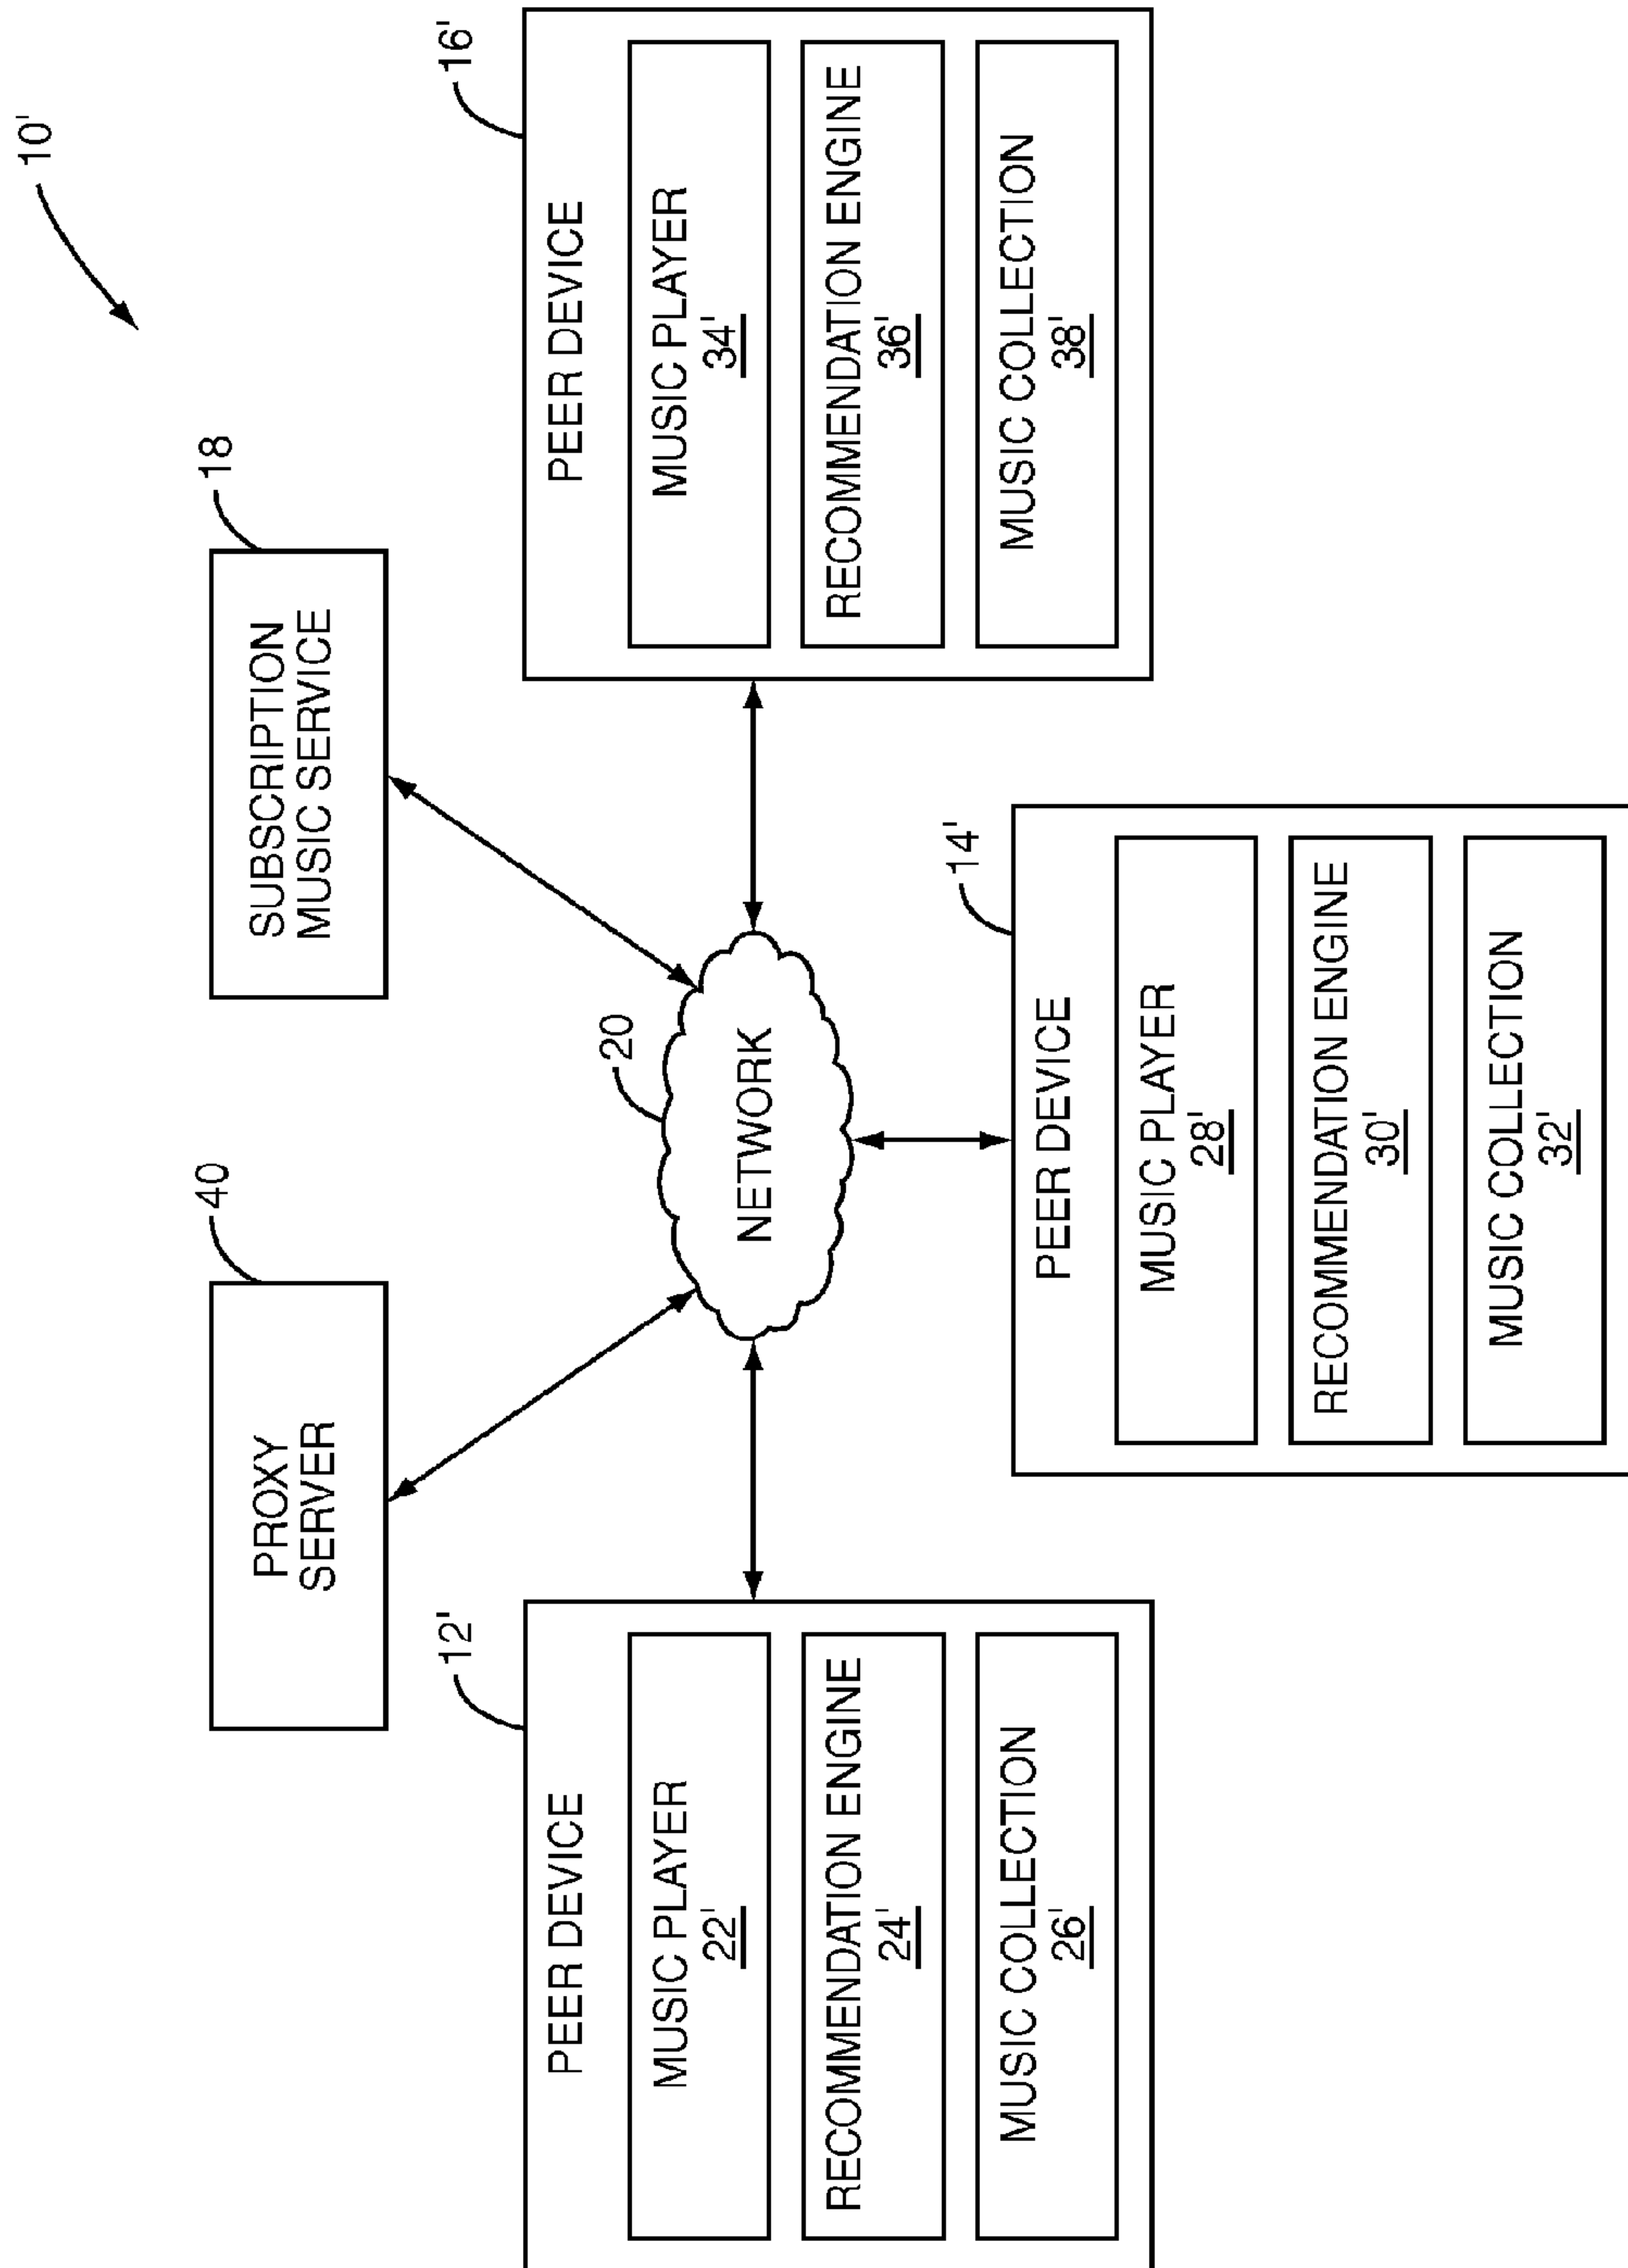 10'
PROXY
SERVER
40
SUBSCRIPTION
MUSIC SERVICE
18
NETWORK
20
12'
PEER DEVICE
MUSIC PLAYER
22'
RECOMMENDATION ENGINE
24'
MUSIC COLLECTION
26'
14'
PEER DEVICE
MUSIC PLAYER
28'
RECOMMENDATION ENGINE
30'
MUSIC COLLECTION
32'
16'
PEER DEVICE
MUSIC PLAYER
34'
RECOMMENDATION ENGINE
36'
MUSIC COLLECTION
38'